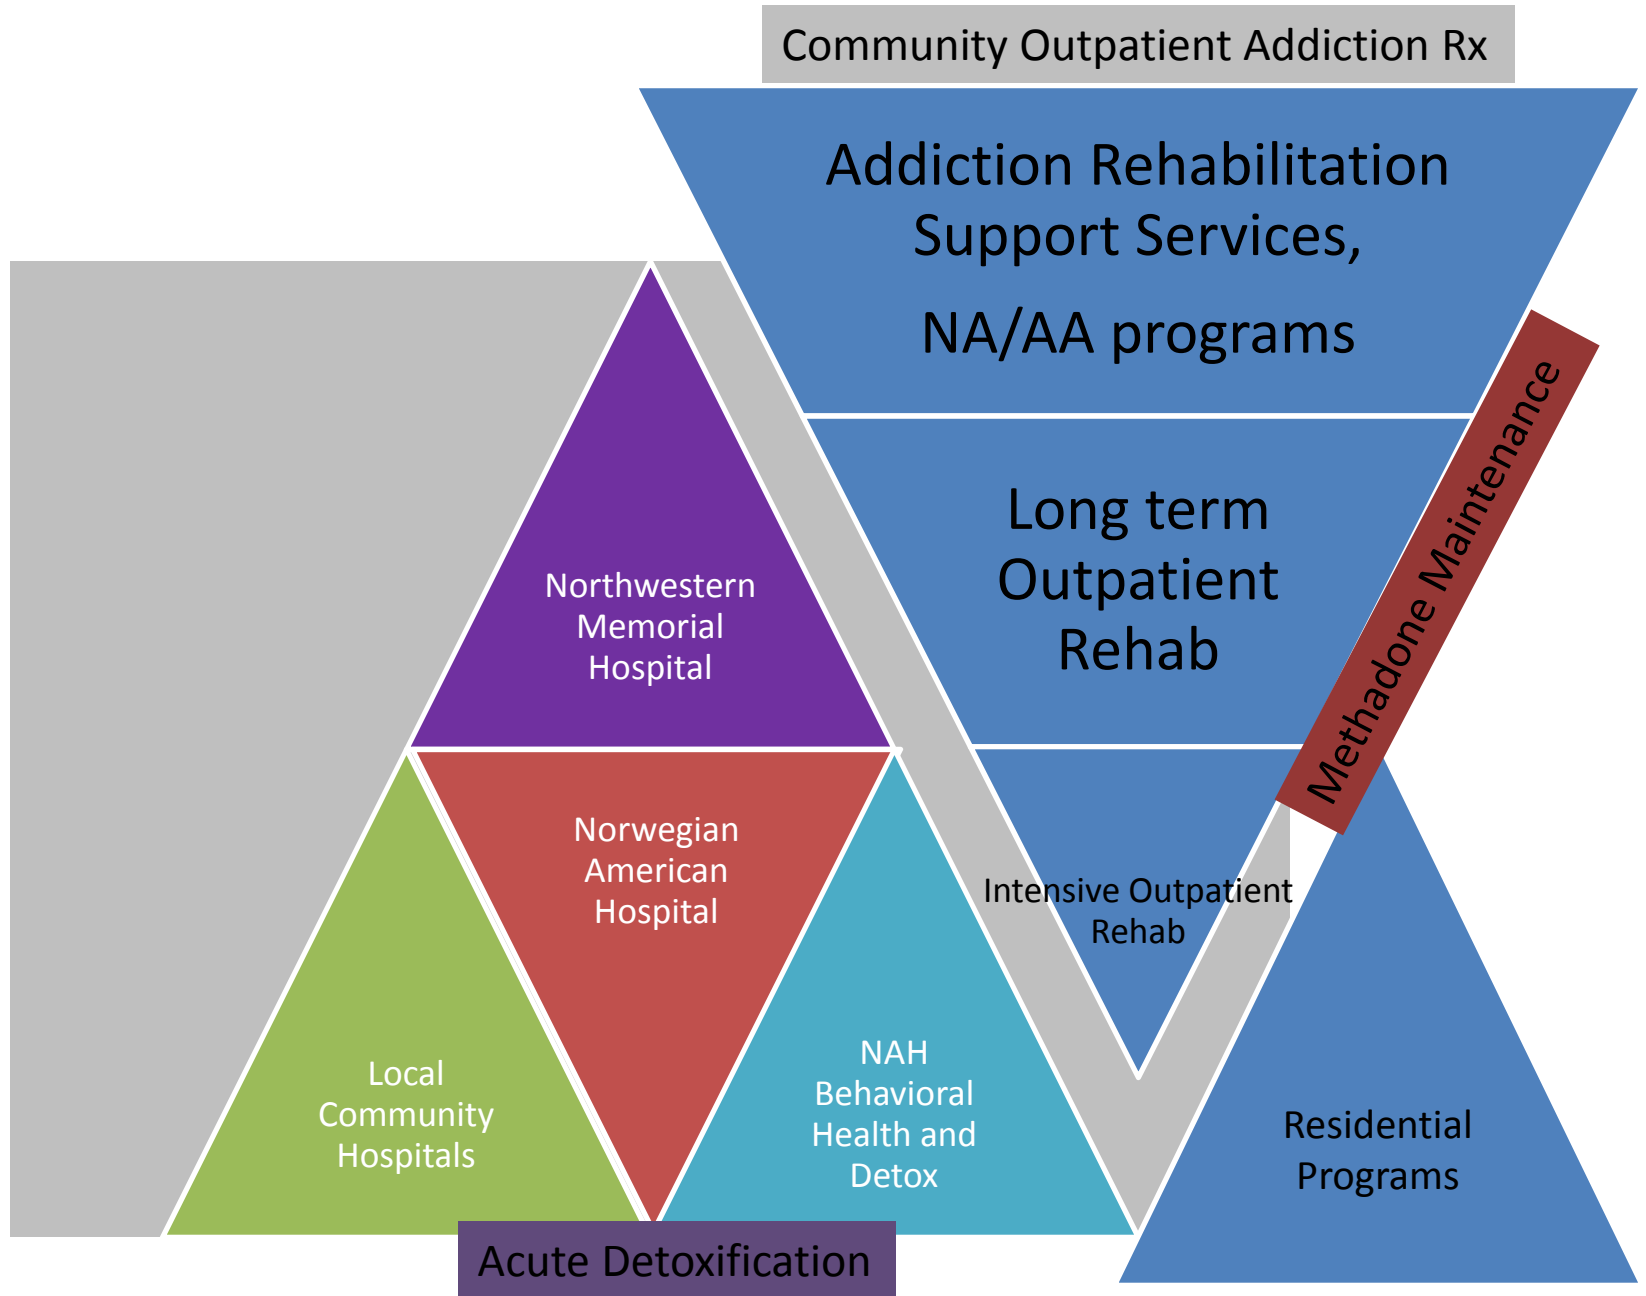 Community Outpatient Addiction Rx
Addiction Rehabilitation
Support Services,
NA/AA programs
Long term
Outpatient
Rehab
Methadone Maintenance
Intensive Outpatient
Rehab
Northwestern
Memorial
Hospital
Norwegian
American
Hospital
Local
Community
Hospitals
NAH
Behavioral
Health and
Detox
Residential
Programs
Acute Detoxification